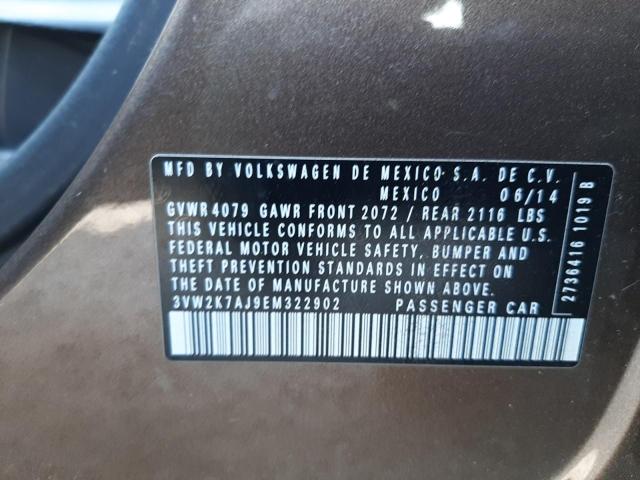 MFD BY VOLKSWAGEN DE MEXICO S.A. DE C.V.
MEXICO 06/14
GVWR 4079 GAWR FRONT 2072 / REAR 2116 LBS
THIS VEHICLE CONFORMS TO ALL APPLICABLE U.S.
FEDERAL MOTOR VEHICLE SAFETY, BUMPER AND
THEFT PREVENTION STANDARDS IN EFFECT ON
THE DATE OF MANUFACTURE SHOWN ABOVE.
3VW2K7AJ9EM322902 PASSENGER CAR
2736416 1019 B